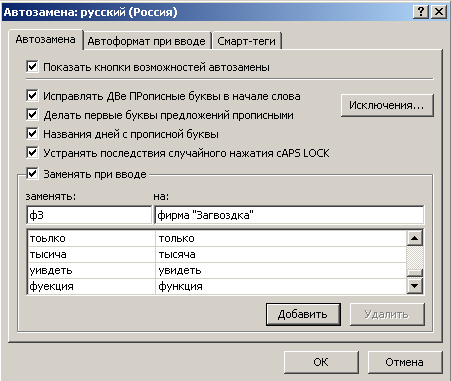 Автозамена: русский (Россия)
Автозамена Автоформат при вводе Смарт-теги
Показать кнопки возможностей автозамены
Исправлять ДВе ПРописные буквы в начале слова
Исключения...
Делать первые буквы предложений прописными
Названия дней с прописной буквы
Устранять последствия случайного нажатия cAPS LOCK
Заменять при вводе
заменять: на:
фЗ фирма "Загвоздка"
тоьлко только
тысича тысяча
уивдеть увидеть
фуекция функция
Добавить Удалить
ОК Отмена